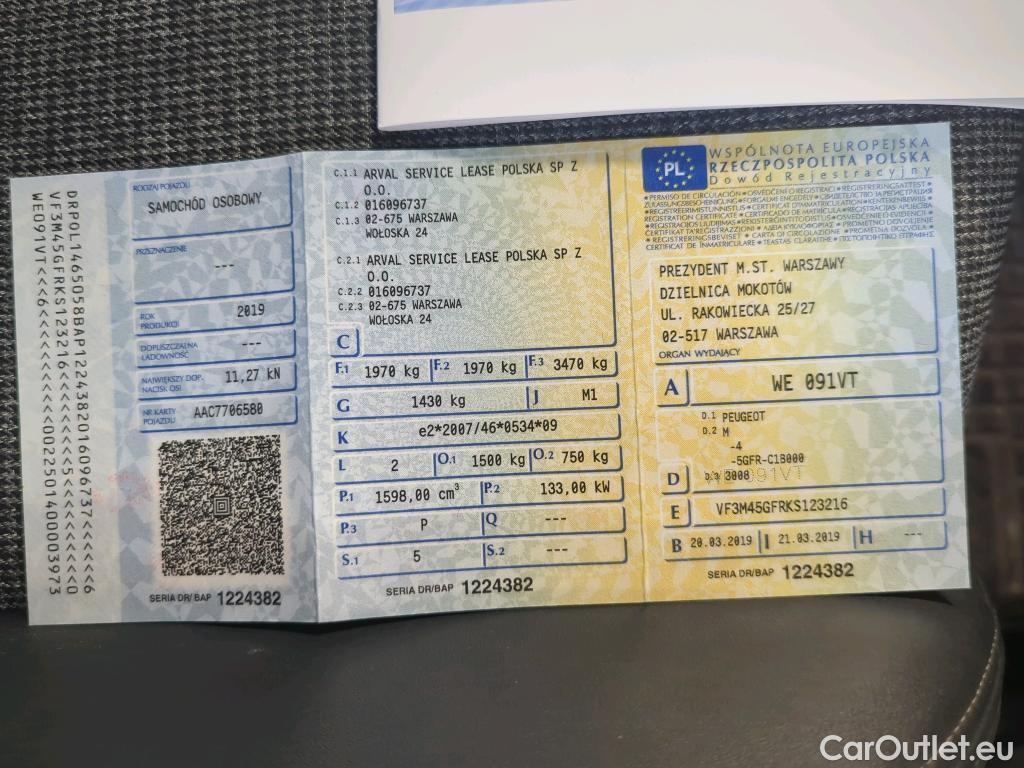 DRPOL1465058BAP1224382016096737<<<<<<6
VF3M45GFRKS123216<<<<<<5<<<<<<<<<<<<0
WE091VT<<6<<<<<<<<<<<002250140000039973
RODZAJ POJAZDU
SAMOCHÓD OSOBOWY
PRZEZNACZENIE
---
ROK PRODUKCJI
2019
DOPUSZCZALNA ŁADOWNOŚĆ
---
NAJWIĘKSZY DOP. NACISK OSI
11,27 kN
NR KARTY POJAZDU
AAC7706580
SERIA DR/BAP 1224382
C.1.1 ARVAL SERVICE LEASE POLSKA SP Z
O.O.
C.1.2 016096737
C.1.3 02-675 WARSZAWA
WOŁOSKA 24
C.2.1 ARVAL SERVICE LEASE POLSKA SP Z
O.O.
C.2.2 016096737
C.2.3 02-675 WARSZAWA
WOŁOSKA 24
C
F.1 1970 kg F.2 1970 kg F.3 3470 kg
G 1430 kg J M1
K e2*2007/46*0534*09
L 2 O.1 1500 kg O.2 750 kg
P.1 1598,00 cm³ P.2 133,00 kW
P.3 P Q ---
S.1 5 S.2 ---
SERIA DR/BAP 1224382
PL
WSPÓLNOTA EUROPEJSKA
RZECZPOSPOLITA POLSKA
Dowód Rejestracyjny
PREZYDENT M.ST. WARSZAWY
DZIELNICA MOKOTÓW
UL. RAKOWIECKA 25/27
02-517 WARSZAWA
ORGAN WYDAJĄCY
A WE 091VT
D.1 PEUGEOT
D.2 M
-4
-5GFR-C1B000
D D.3 3008
E VF3M45GFRKS123216
B 20.03.2019 I 21.03.2019 H ---
SERIA DR/BAP 1224382
CarOutlet.eu